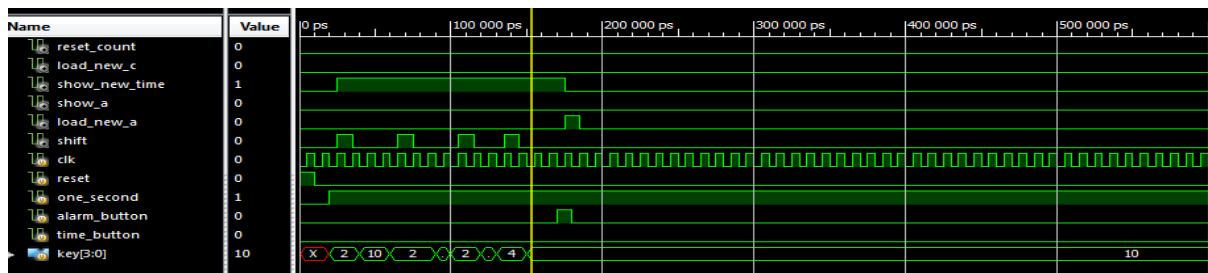 Name Value 0 ps 100 000 ps 200 000 ps 300 000 ps 400 000 ps 500 000 ps
reset_count 0
load_new_c 0
show_new_time 1
show_a 0
load_new_a 0
shift 0
clk 0
reset 0
one_second 1
alarm_button 0
time_button 0
key[3:0] 10 X 2 10 2 . 2 . 4 10